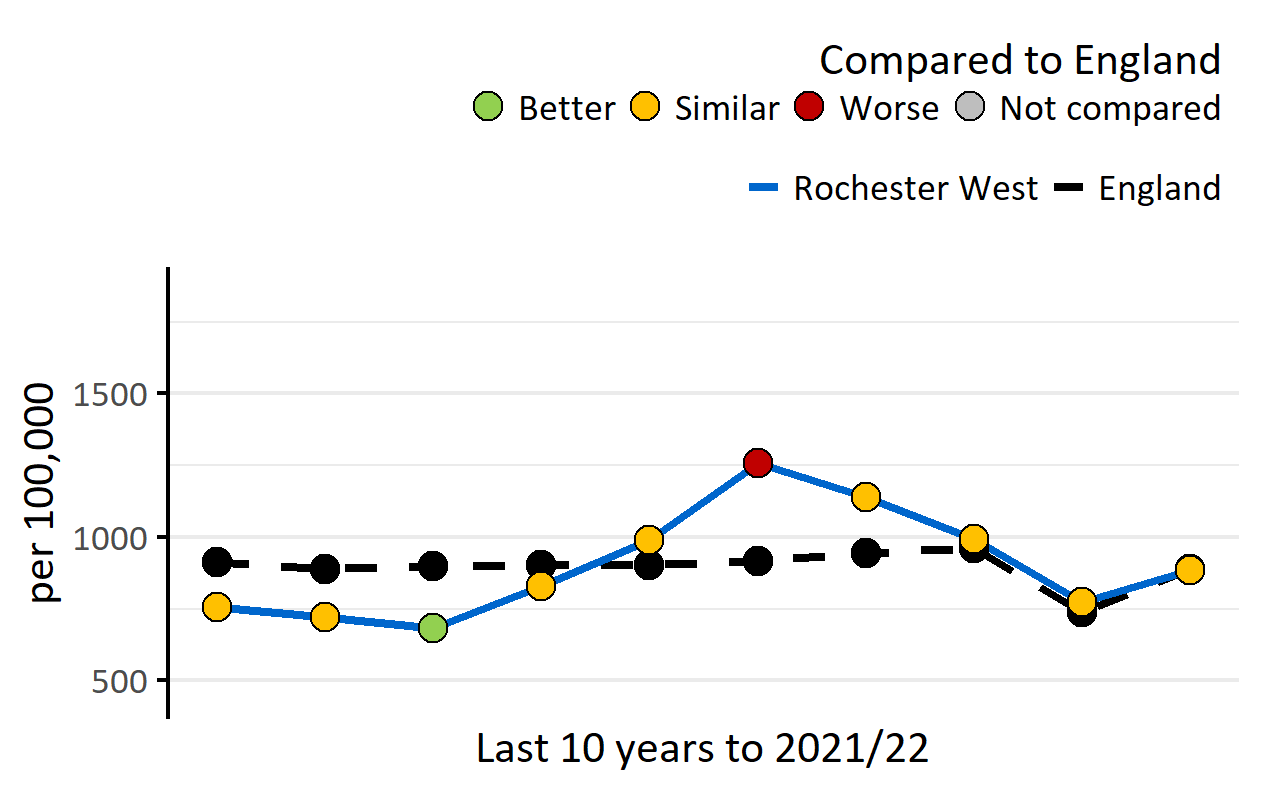 Compared to England
Better Similar Worse Not compared
Rochester West England
per 100,000
1500
1000
500
Last 10 years to 2021/22